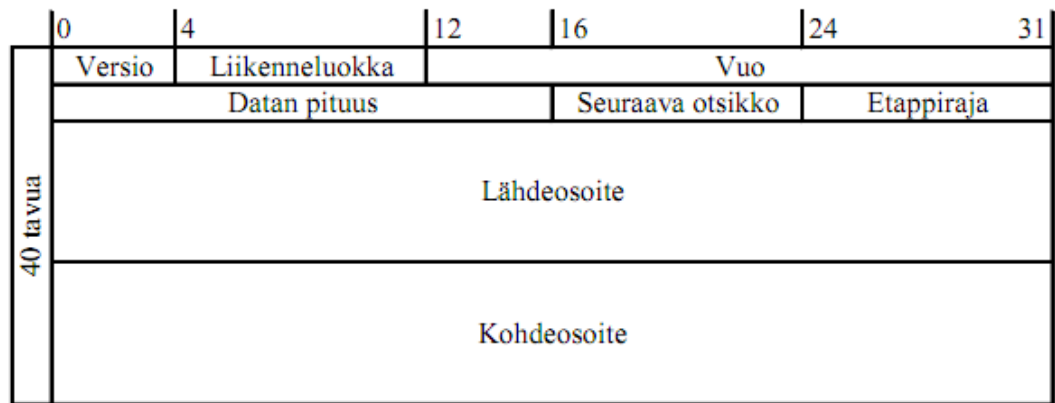 0 4 12 16 24 31
Versio Liikenneluokka Vuo
Datan pituus Seuraava otsikko Etappiraja
Lähdeosoite
40 tavua
Kohdeosoite